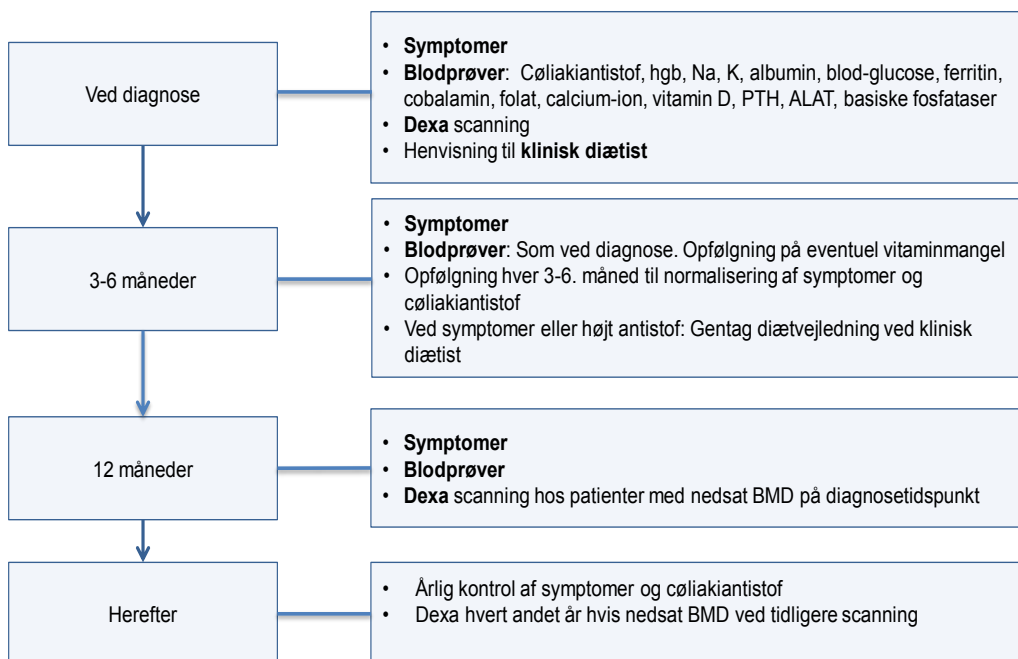 Ved diagnose
• Symptomer
• Blodprøver: Cøliakiantistof, hgb, Na, K, albumin, blod-glucose, ferritin,
cobalamin, folat, calcium-ion, vitamin D, PTH, ALAT, basiske fosfataser
• Dexa scanning
• Henvisning til klinisk diætist
3-6 måneder
• Symptomer
• Blodprøver: Som ved diagnose. Opfølgning på eventuel vitaminmangel
• Opfølgning hver 3-6. måned til normalisering af symptomer og
cøliakiantistof
• Ved symptomer eller højt antistof: Gentag diætvejledning ved klinisk
diætist
12 måneder
• Symptomer
• Blodprøver
• Dexa scanning hos patienter med nedsat BMD på diagnosetidspunkt
Herefter
• Årlig kontrol af symptomer og cøliakiantistof
• Dexa hvert andet år hvis nedsat BMD ved tidligere scanning